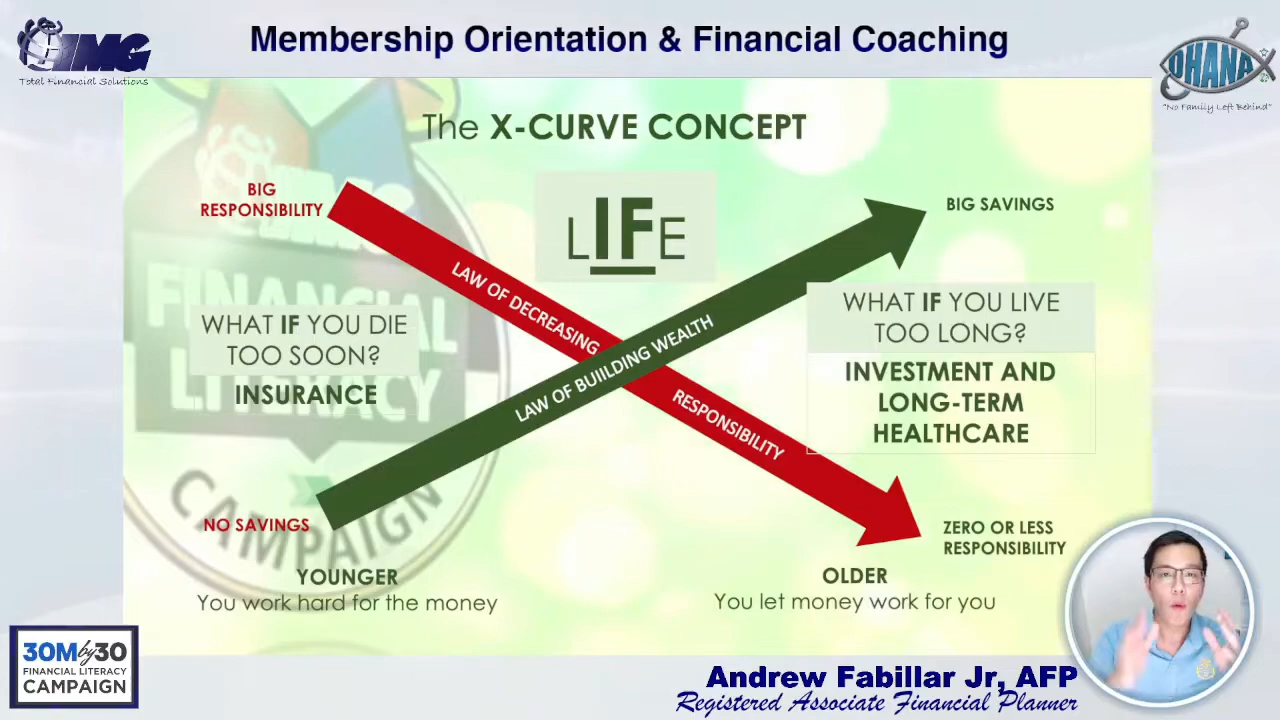 IMG
Total Financial Solutions
Membership Orientation & Financial Coaching
OHANA
"No Family Left Behind"
The X-CURVE CONCEPT
BIG
RESPONSIBILITY
LIFE
BIG SAVINGS
LAW OF DECREASING
RESPONSIBILITY
LAW OF BUILDING WEALTH
WHAT IF YOU DIE
TOO SOON?
INSURANCE
WHAT IF YOU LIVE
TOO LONG?
INVESTMENT AND
LONG-TERM
HEALTHCARE
FINANCIAL
LITERACY
CAMPAIGN
NO SAVINGS
ZERO OR LESS
RESPONSIBILITY
YOUNGER
You work hard for the money
OLDER
You let money work for you
30M by 30
FINANCIAL LITERACY
CAMPAIGN
Andrew Fabillar Jr, AFP
Registered Associate Financial Planner